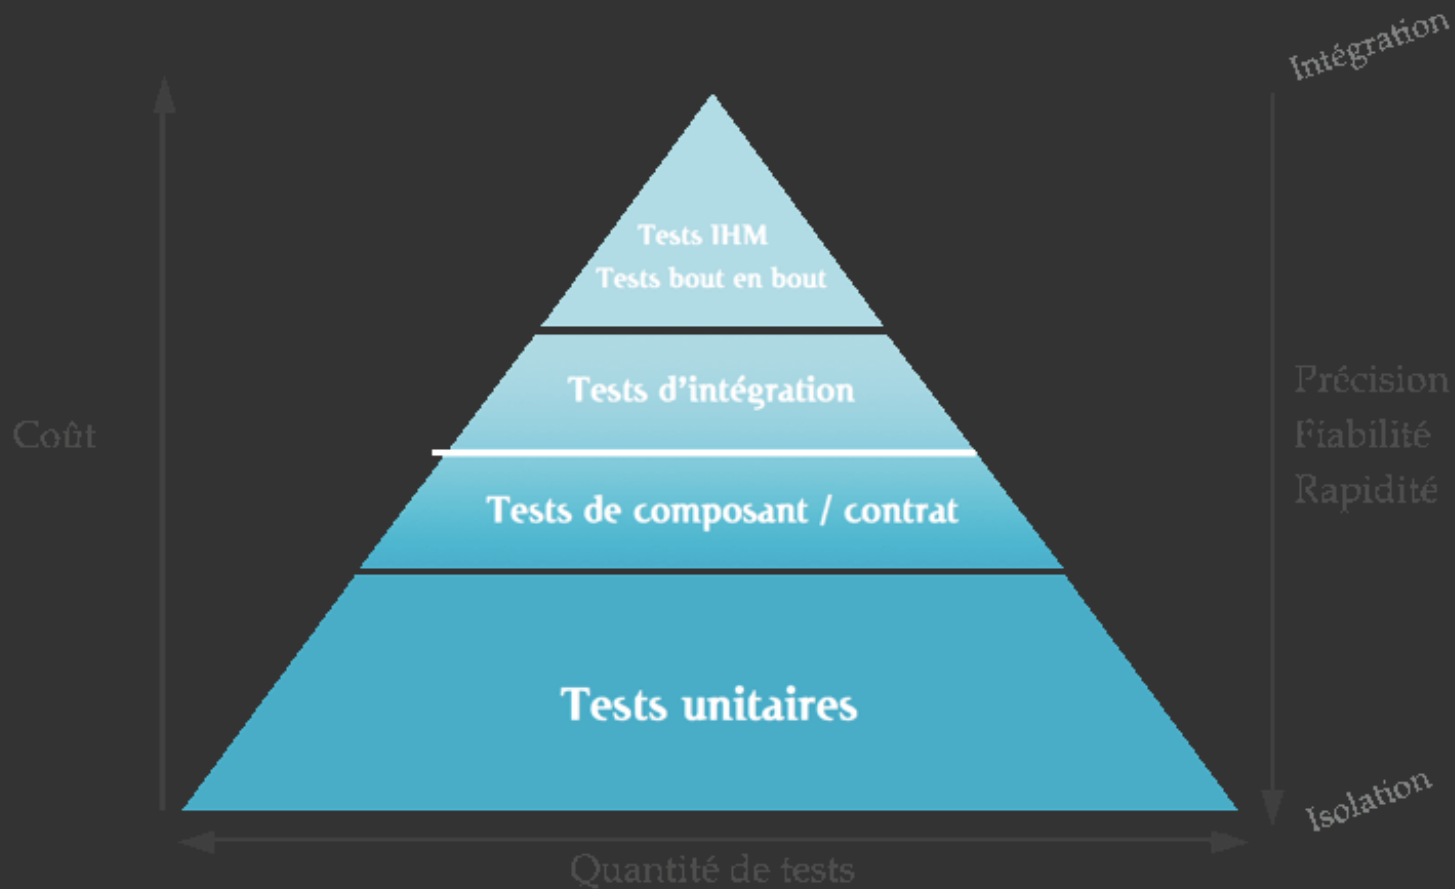 Intégration
Tests IHM
Tests bout en bout
Tests d'intégration
Coût
Précision
Fiabilité
Rapidité
Tests de composant / contrat
Tests unitaires
Isolation
Quantité de tests